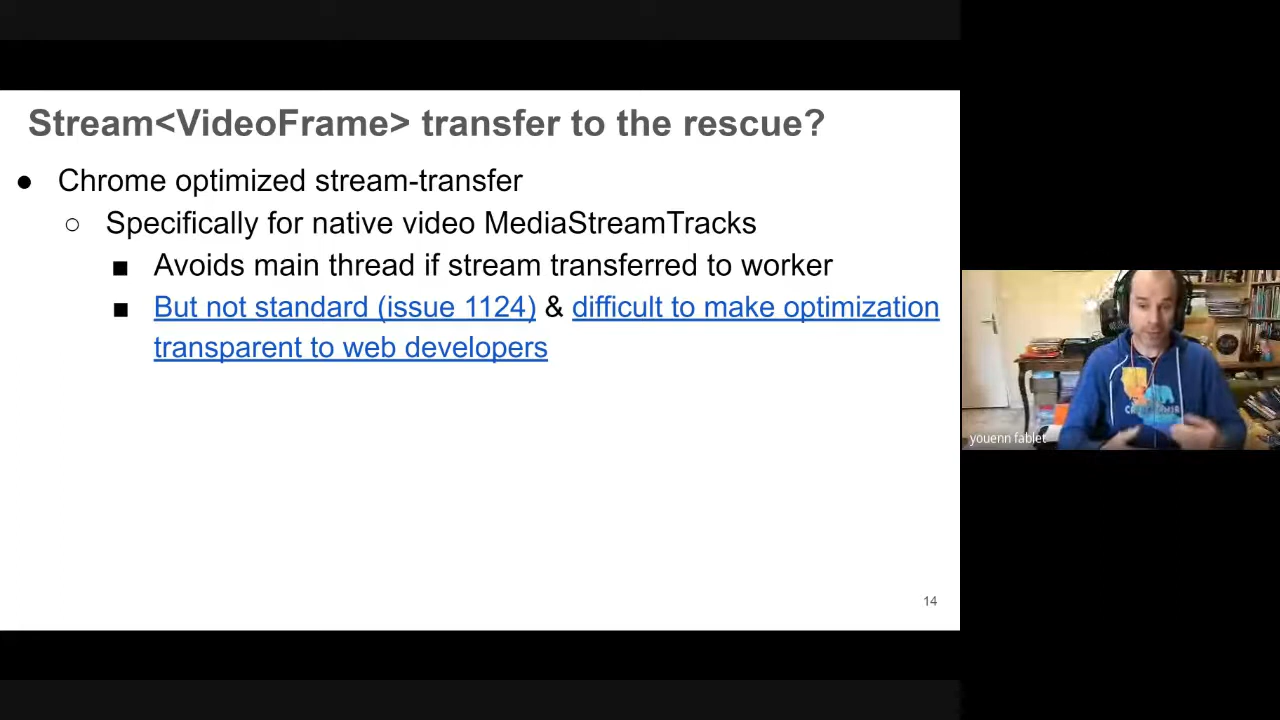 Stream<VideoFrame> transfer to the rescue?
● Chrome optimized stream-transfer
○ Specifically for native video MediaStreamTracks
■ Avoids main thread if stream transferred to worker
■ But not standard (issue 1124) & difficult to make optimization
transparent to web developers
14
youenn fablet